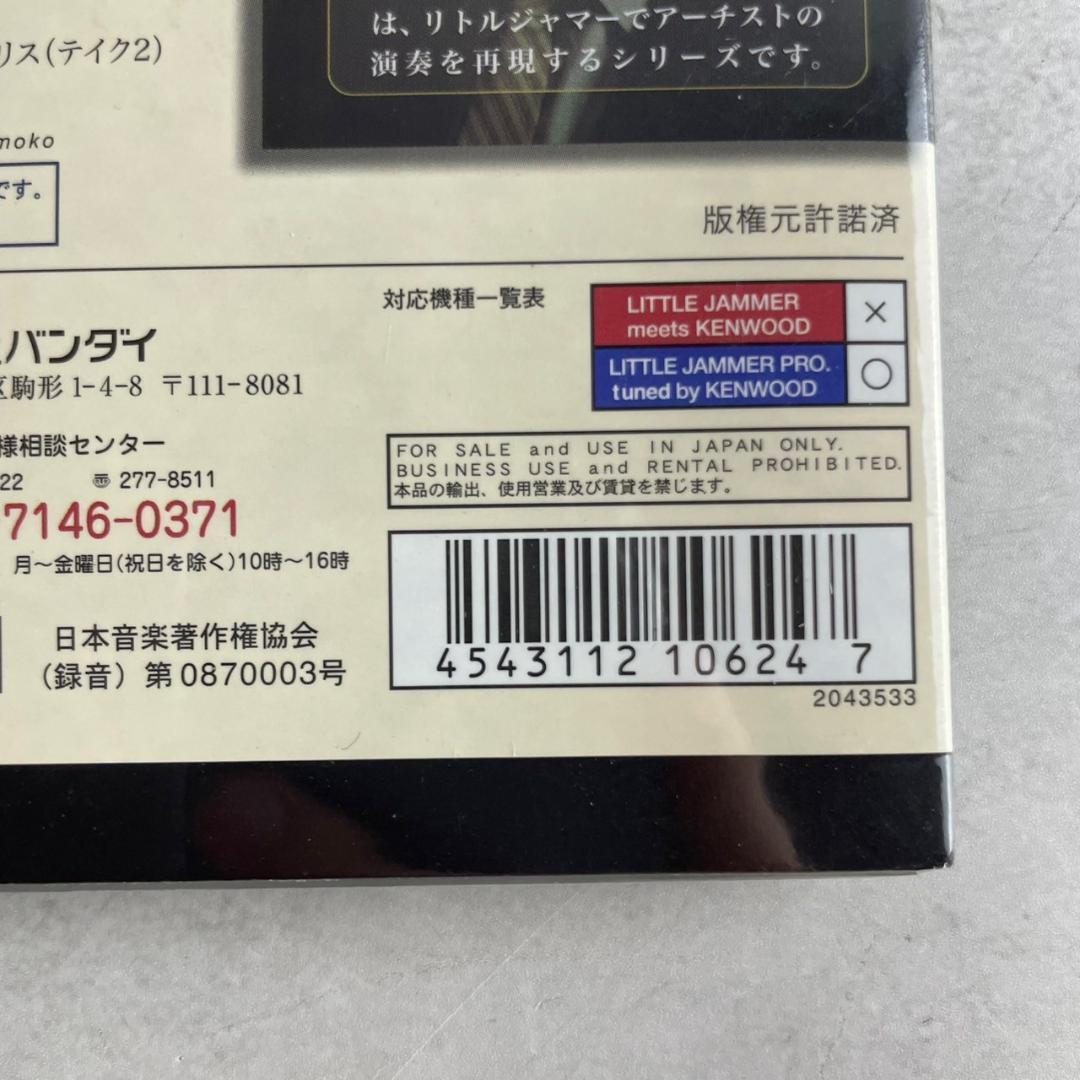 は、リトルジャマーでアーチストの
演奏を再現するシリーズです。
リス(テイク2)
moko
です。
版権元許諾済
対応機種一覧表
LITTLE JAMMER
meets KENWOOD
×
LITTLE JAMMER PRO.
tuned by KENWOOD
○
バンダイ
区駒形1-4-8 〒111-8081
様相談センター
22 277-8511
7146-0371
月〜金曜日(祝日を除く)10時〜16時
日本音楽著作権協会
(録音)第0870003号
FOR SALE and USE IN JAPAN ONLY.
BUSINESS USE and RENTAL PROHIBITED.
本品の輸出、使用営業及び賃貸を禁じます。
4543112 10624 7
2043533